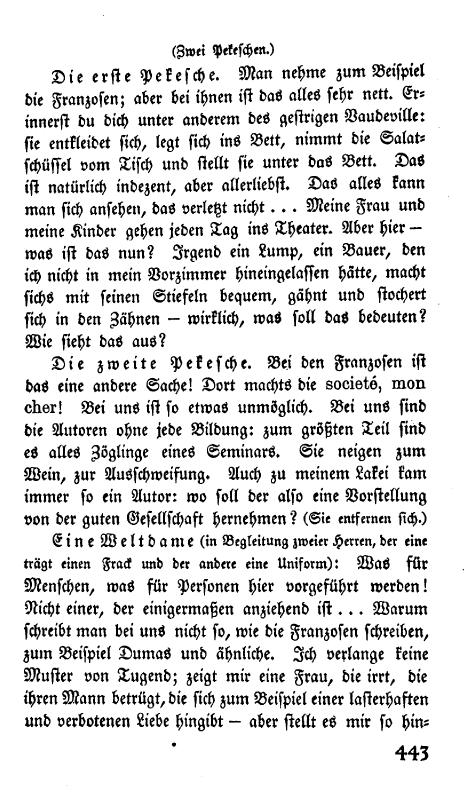 (Zwei Pekeschen.)
Die erste Pekesche. Man nehme zum Beispiel
die Franzosen; aber bei ihnen ist das alles sehr nett. Er-
innerst du dich unter anderem des gestrigen Vaudeville:
sie entkleidet sich, legt sich ins Bett, nimmt die Salat-
schüssel vom Tisch und stellt sie unter das Bett. Das
ist natürlich indezent, aber allerliebst. Das alles kann
man sich ansehen, das verletzt nicht ... Meine Frau und
meine Kinder gehen jeden Tag ins Theater. Aber hier —
was ist das nun? Irgend ein Lump, ein Bauer, den
ich nicht in mein Vorzimmer hineingelassen hätte, macht
sichs mit seinen Stiefeln bequem, gähnt und stochert
sich in den Zähnen — wirklich, was soll das bedeuten?
Wie sieht das aus?
Die zweite Pekesche. Bei den Franzosen ist
das eine andere Sache! Dort machts die societé, mon
cher! Bei uns ist so etwas unmöglich. Bei uns sind
die Autoren ohne jede Bildung: zum größten Teil sind
es alles Zöglinge eines Seminars. Sie neigen zum
Wein, zur Ausschweifung. Auch zu meinem Lakei kam
immer so ein Autor: wo soll der also eine Vorstellung
von der guten Gesellschaft hernehmen? (Sie entfernen sich.)
Eine Weltdame (in Begleitung zweier Herren, der eine
trägt einen Frack und der andere eine Uniform): Was für
Menschen, was für Personen hier vorgeführt werden!
Nicht einer, der einigermaßen anziehend ist ... Warum
schreibt man bei uns nicht so, wie die Franzosen schreiben,
zum Beispiel Dumas und ähnliche. Ich verlange keine
Muster von Tugend; zeigt mir eine Frau, die irrt, die
ihren Mann betrügt, die sich zum Beispiel einer lasterhaften
und verbotenen Liebe hingibt — aber stellt es mir so hin-
443